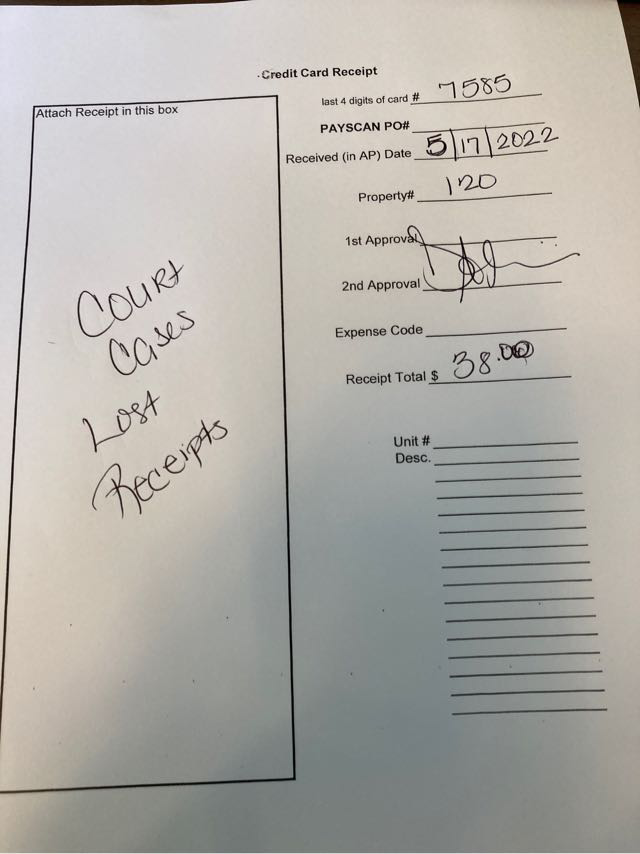 Credit Card Receipt
Attach Receipt in this box
last 4 digits of card # 7585
PAYSCAN PO#
Received (in AP) Date 5/17/2022
Property# 120
1st Approval
2nd Approval
Expense Code
Receipt Total $ 38.00
Unit #
Desc.
Court
Cases
Lost
Receipts